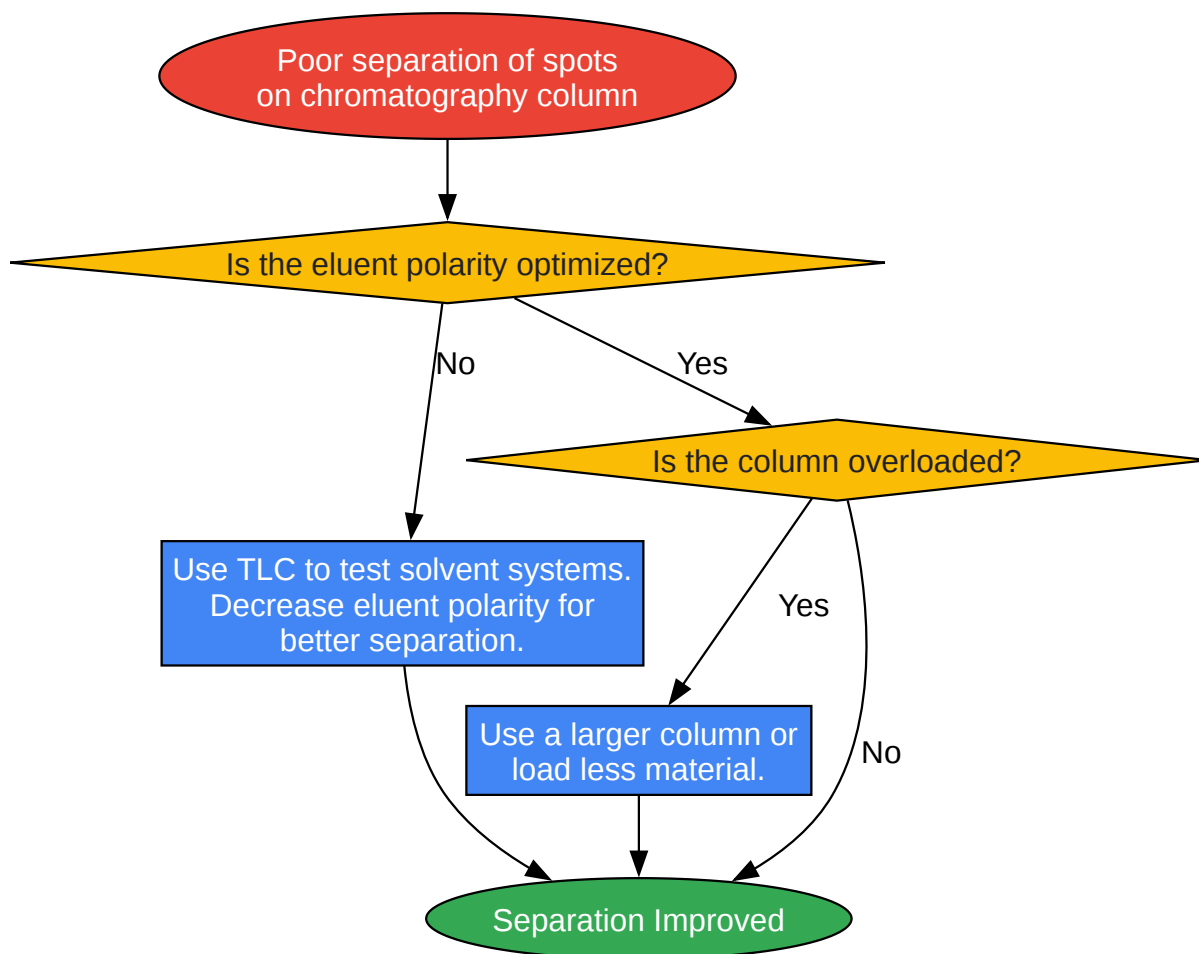 Poor separation of spots
on chromatography column
Is the eluent polarity optimized?
No
Yes
Is the column overloaded?
Use TLC to test solvent systems.
Decrease eluent polarity for
better separation.
Yes
Use a larger column or
load less material.
No
Separation Improved